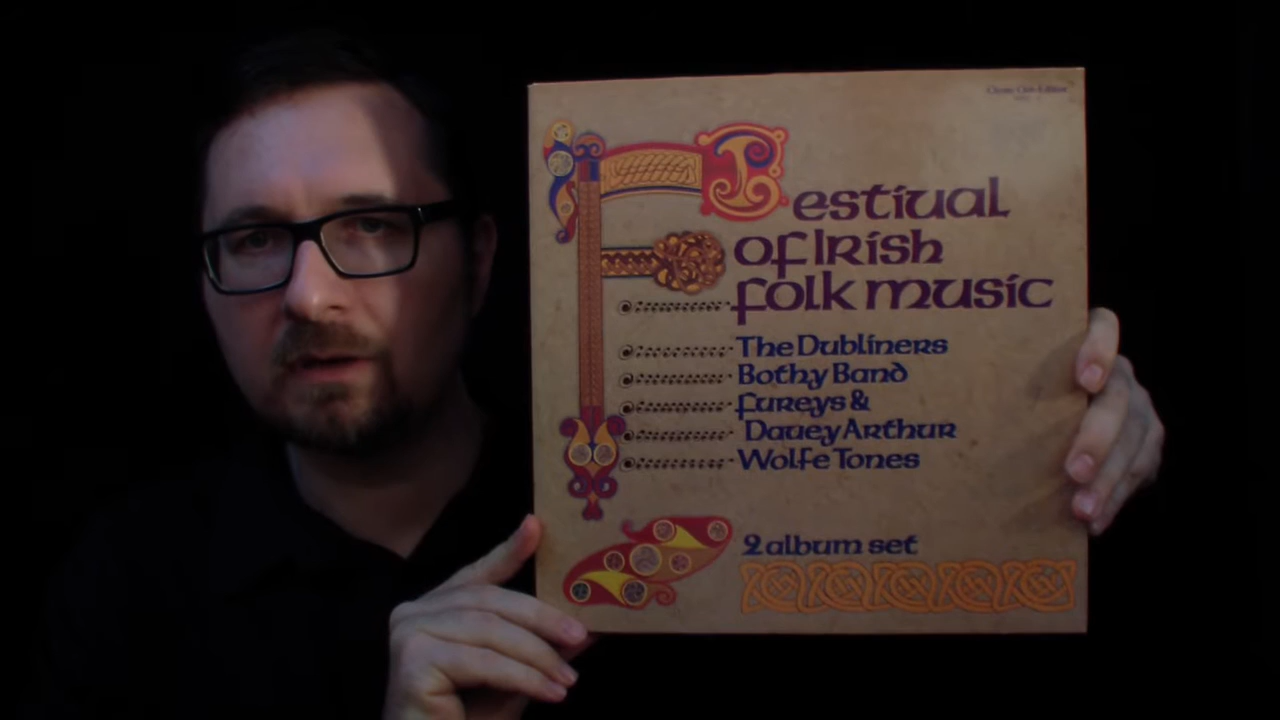 Festival
of Irish
folk music
The Dubliners
Bothy Band
Fureys &
Davey Arthur
Wolfe Tones
2 album set